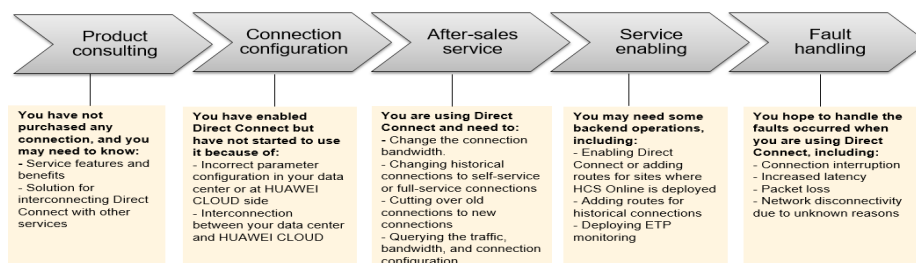 Product
consulting
Connection
configuration
After-sales
service
Service
enabling
Fault
handling
You have not
purchased any
connection, and you
may need to know:
- Service features and
benefits
- Solution for
interconnecting Direct
Connect with other
services
You have enabled
Direct Connect but
have not started to use
it because of:
- Incorrect parameter
configuration in your data
center or at HUAWEI
CLOUD side
- Interconnection
between your data center
and HUAWEI CLOUD
You are using Direct
Connect and need to:
- Change the connection
bandwidth.
- Changing historical
connections to self-service
or full-service connections
- Cutting over old
connections to new
connections
- Querying the traffic,
bandwidth, and connection
configuration
You may need some
backend operations,
including:
- Enabling Direct
Connect or adding
routes for sites where
HCS Online is deployed
- Adding routes for
historical connections
- Deploying ETP
monitoring
You hope to handle the
faults occurred when
you are using Direct
Connect, including:
- Connection interruption
- Increased latency
- Packet loss
- Network disconnectivity
due to unknown reasons